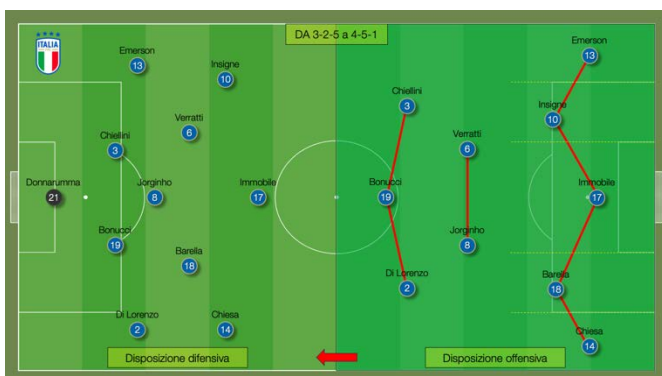 DA 3-2-5 a 4-5-1
ITALIA
Emerson
13
Insigne
10
Verratti
6
Chiellini
3
Donnarumma
21
Jorginho
8
Immobile
17
Bonucci
19
Barella
18
Di Lorenzo
2
Chiesa
14
Disposizione difensiva
Emerson
13
Insigne
10
Chiellini
3
Verratti
6
Bonucci
19
Immobile
17
Jorginho
8
Di Lorenzo
2
Barella
18
Chiesa
14
Disposizione offensiva